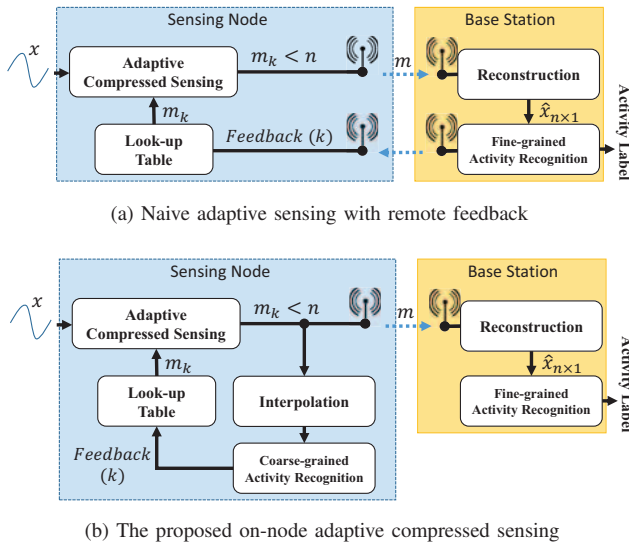 Sensing Node
Base Station
x
Adaptive
Compressed Sensing
m_k < n
m
Reconstruction
m_k
x̂_{n×1}
Look-up
Table
Feedback (k)
Fine-grained
Activity Recognition
Activity Label
(a) Naive adaptive sensing with remote feedback
Sensing Node
Base Station
x
Adaptive
Compressed Sensing
m_k < n
m
Reconstruction
m_k
x̂_{n×1}
Look-up
Table
Interpolation
Fine-grained
Activity Recognition
Activity Label
Feedback
(k)
Coarse-grained
Activity Recognition
(b) The proposed on-node adaptive compressed sensing